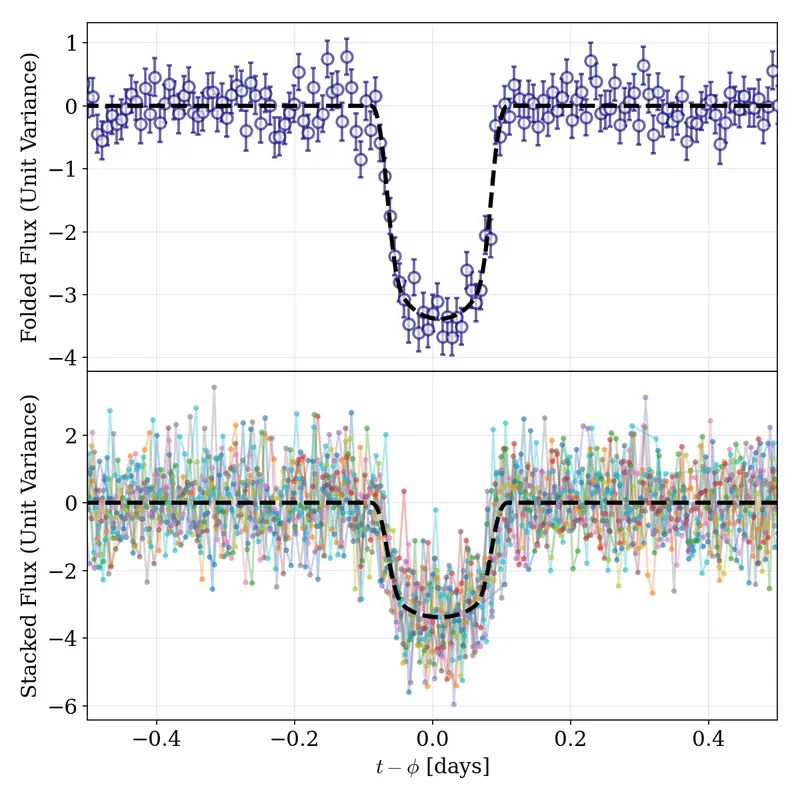 Folded Flux (Unit Variance)
1
0
−1
−2
−3
−4
Stacked Flux (Unit Variance)
2
0
−2
−4
−6
−0.4 −0.2 0.0 0.2 0.4
t − ϕ [days]